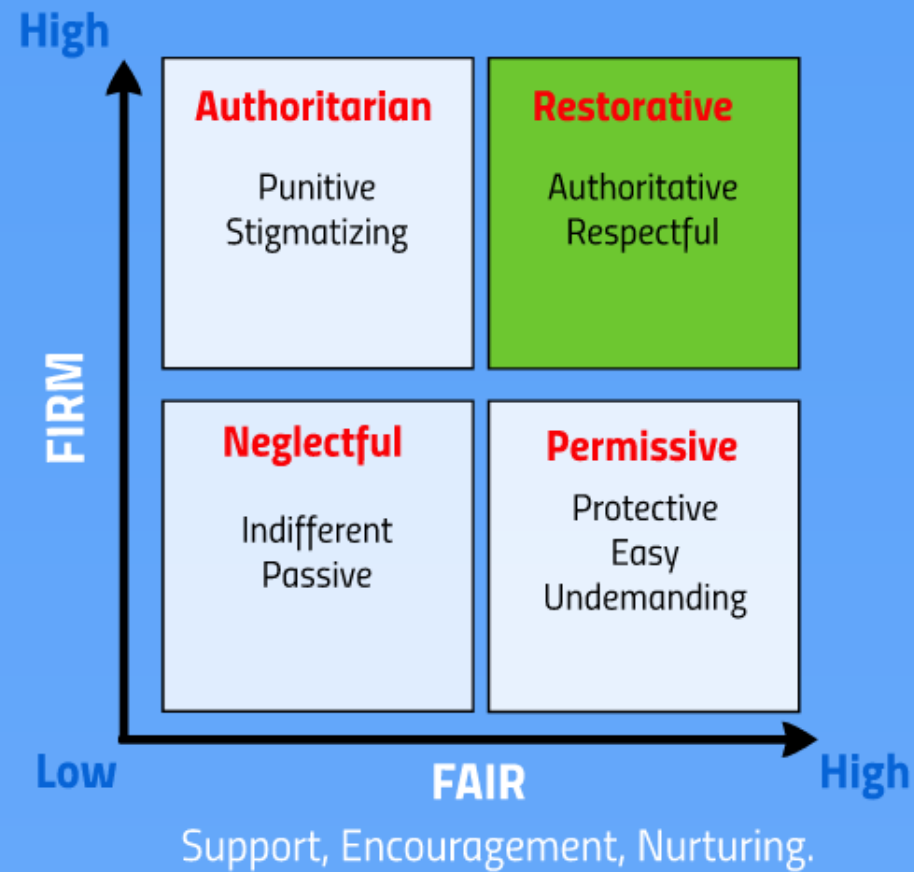 High
Authoritarian
Punitive
Stigmatizing
Restorative
Authoritative
Respectful
FIRM
Neglectful
Indifferent
Passive
Permissive
Protective
Easy
Undemanding
Low
FAIR
High
Support, Encouragement, Nurturing.